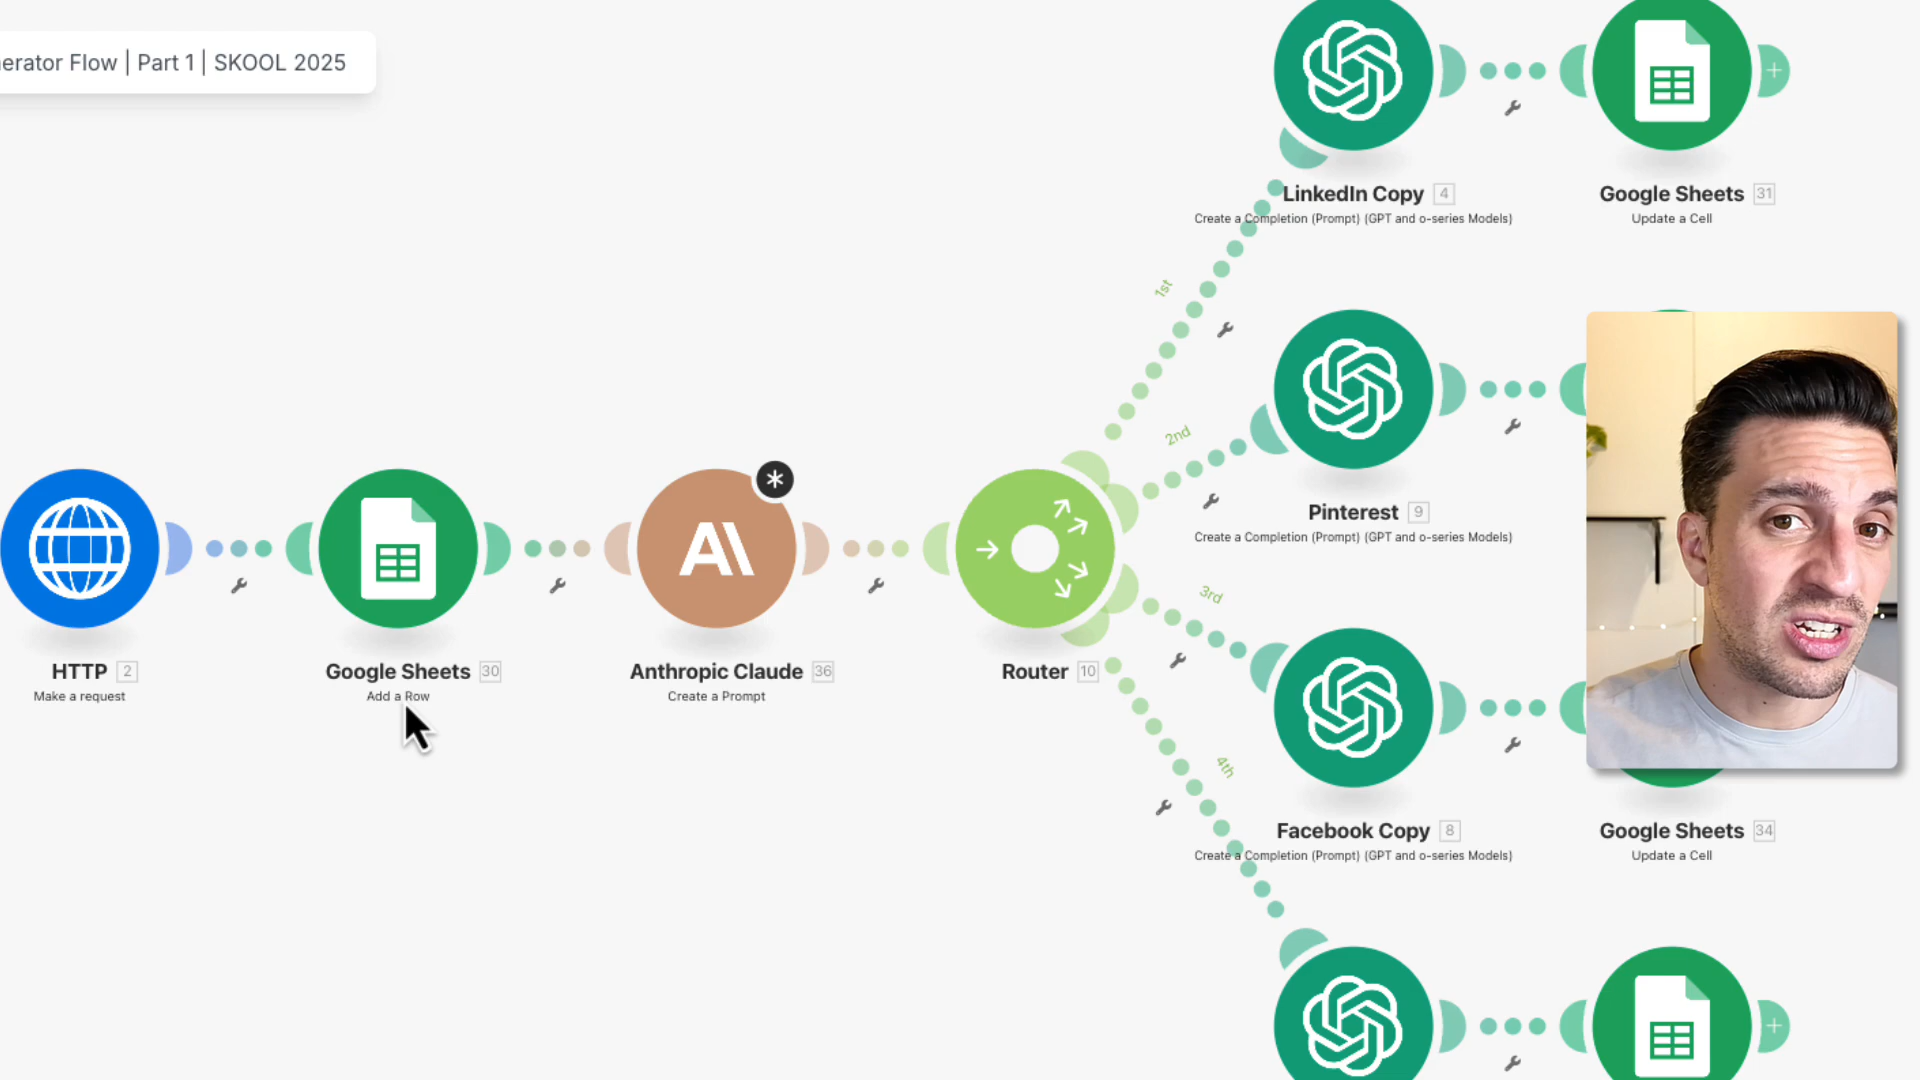 erator Flow | Part 1 | SKOOL 2025
LinkedIn Copy 4
Create a Completion (Prompt) (GPT and o-series Models)
Google Sheets 31
Update a Cell
1st
2nd
Pinterest 9
Create a Completion (Prompt) (GPT and o-series Models)
HTTP 2
Make a request
Google Sheets 30
Add a Row
Anthropic Claude 36
Create a Prompt
Router 10
3rd
4th
Facebook Copy 8
Create a Completion (Prompt) (GPT and o-series Models)
Google Sheets 34
Update a Cell